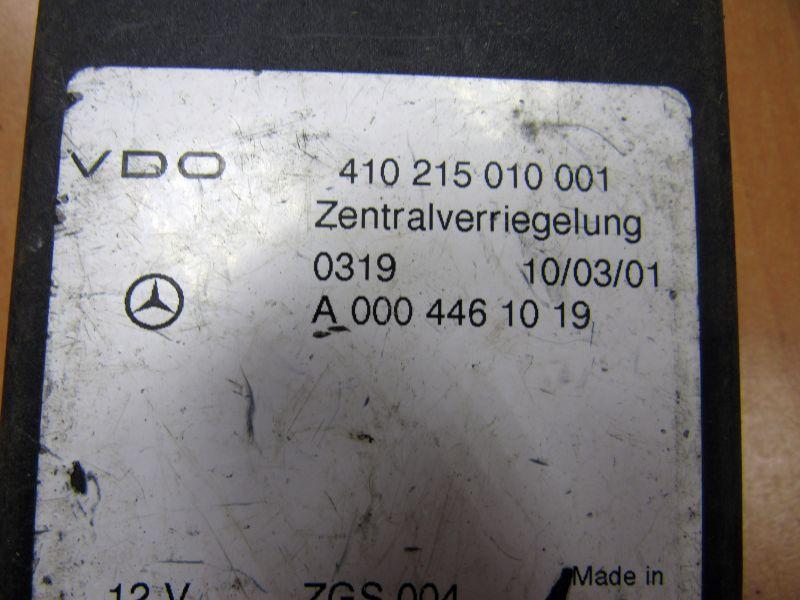 VDO 410 215 010 001
Zentralverriegelung
0319 10/03/01
A 000 446 10 19
12 V ZGS 004 Made in